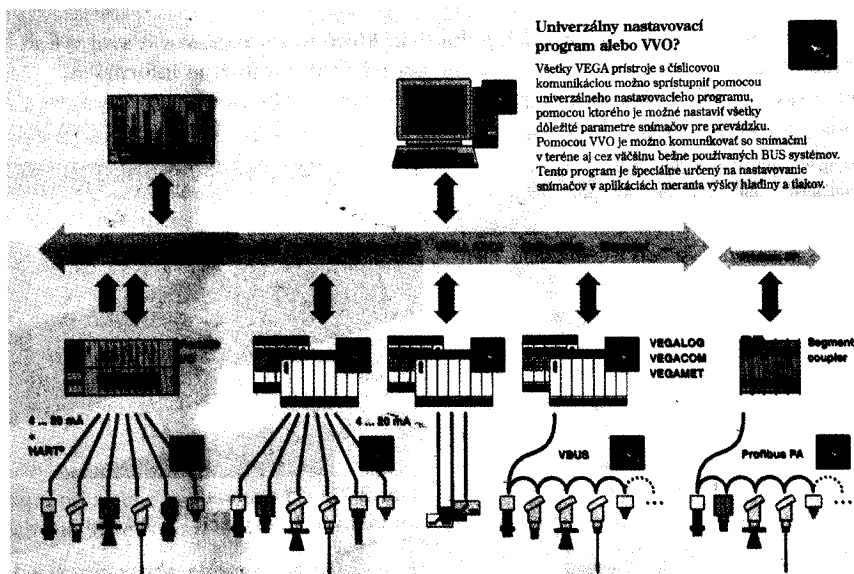 Univerzálny nastavovací
program alebo VVO?
Všetky VEGA prístroje s číslicovou
komunikáciou možno sprístupniť pomocou
univerzálneho nastavovacieho programu,
pomocou ktorého je možné nastaviť všetky
dôležité parametre snímačov pre prevádzku.
Pomocou VVO je možno komunikovať so snímačmi
v teréne aj cez väčšinu bežne používaných BUS systémov.
Tento program je špeciálne určený na nastavovanie
snímačov v aplikáciách merania výšky hladiny a tlakov.
VEGALOG
VEGACOM
VEGAMET
Segment
coupler
4 ... 20 mA
+
HART®
4 ... 20 mA
VBUS
Profibus PA